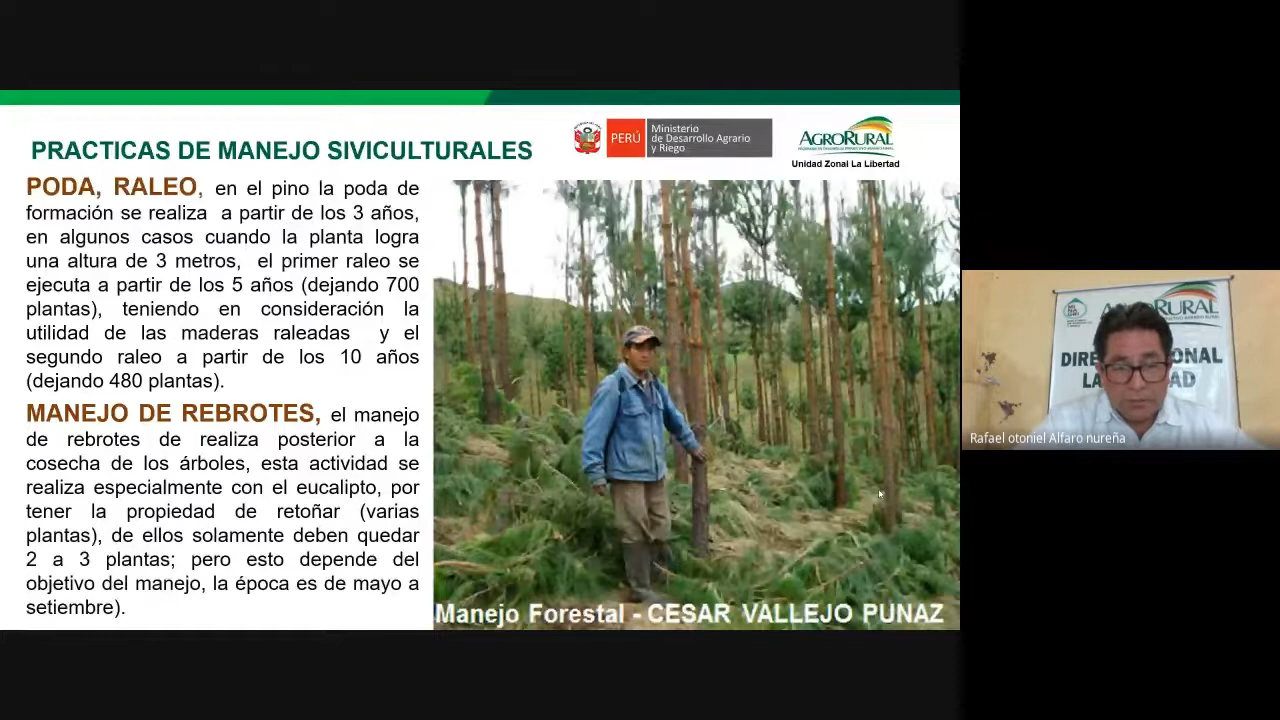 PRACTICAS DE MANEJO SIVICULTURALES
PERÚ
Ministerio
de Desarrollo Agrario
y Riego
AGRORURAL
Unidad Zonal La Libertad
PODA, RALEO, en el pino la poda de
formación se realiza a partir de los 3 años,
en algunos casos cuando la planta logra
una altura de 3 metros, el primer raleo se
ejecuta a partir de los 5 años (dejando 700
plantas), teniendo en consideración la
utilidad de las maderas raleadas y el
segundo raleo a partir de los 10 años
(dejando 480 plantas).
MANEJO DE REBROTES, el manejo
de rebrotes de realiza posterior a la
cosecha de los árboles, esta actividad se
realiza especialmente con el eucalipto, por
tener la propiedad de retoñar (varias
plantas), de ellos solamente deben quedar
2 a 3 plantas; pero esto depende del
objetivo del manejo, la época es de mayo a
setiembre).
Manejo Forestal - CESAR VALLEJO PUNAZ
Rafael otoniel Alfaro nureña